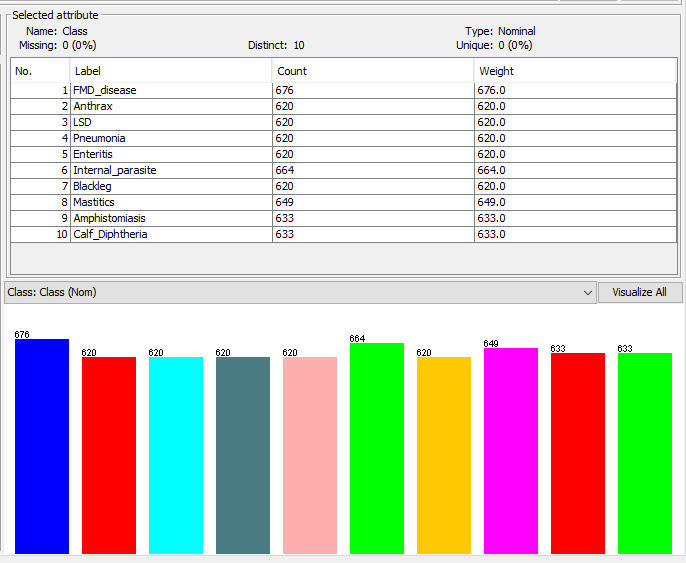 Selected attribute
Name: Class Type: Nominal
Missing: 0 (0%) Distinct: 10 Unique: 0 (0%)
No. Label Count Weight
1 FMD_disease 676 676.0
2 Anthrax 620 620.0
3 LSD 620 620.0
4 Pneumonia 620 620.0
5 Enteritis 620 620.0
6 Internal_parasite 664 664.0
7 Blackleg 620 620.0
8 Mastitics 649 649.0
9 Amphistomiasis 633 633.0
10 Calf_Diphtheria 633 633.0
Class: Class (Nom) Visualize All
676 620 620 620 620 664 620 649 633 633